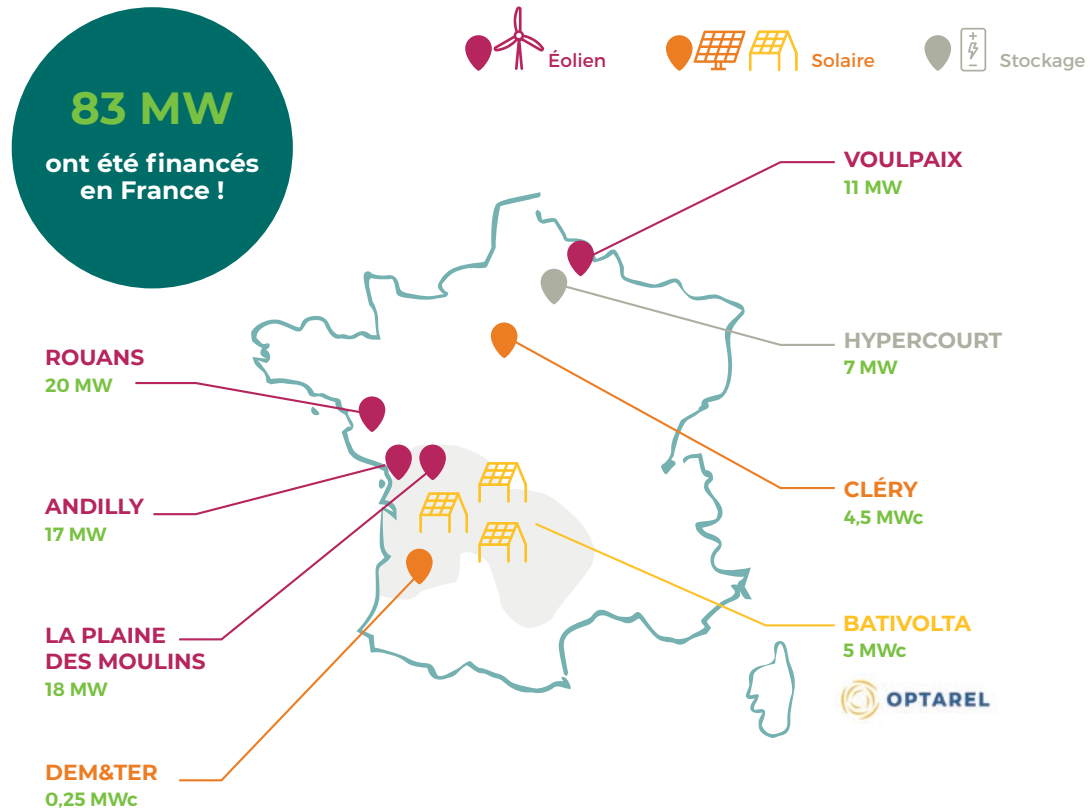 83 MW
ont été financés
en France !
Éolien
Solaire
Stockage
VOULPAIX
11 MW
HYPERCOURT
7 MW
CLÉRY
4,5 MWc
BATIVOLTA
5 MWc
OPTAREL
ROUANS
20 MW
ANDILLY
17 MW
LA PLAINE
DES MOULINS
18 MW
DEM&TER
0,25 MWc